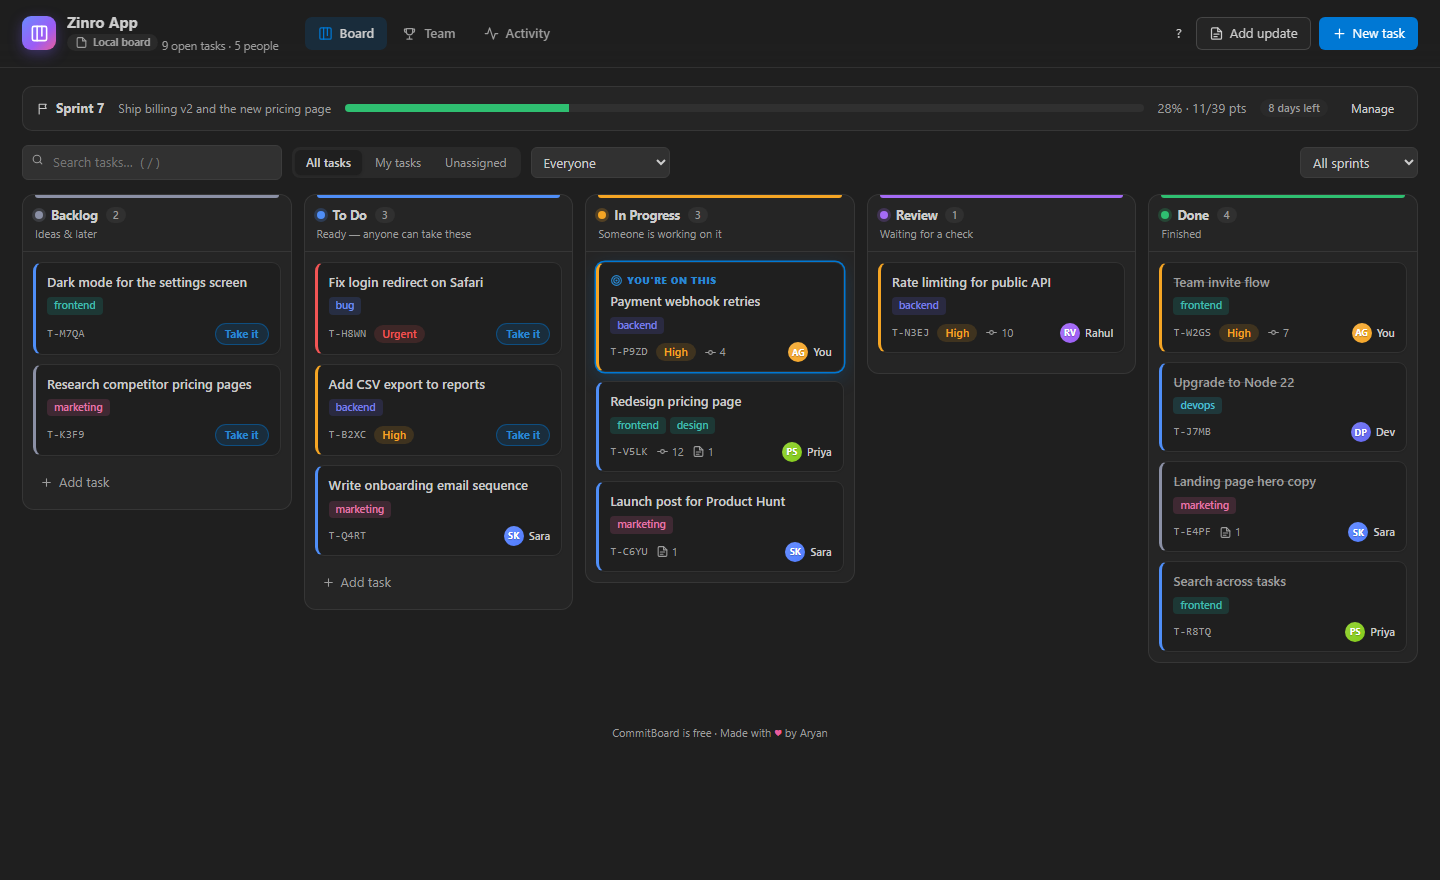 Zinro App
Local board 9 open tasks · 5 people
Board Team Activity
? Add update + New task
Sprint 7 Ship billing v2 and the new pricing page 28% · 11/39 pts 8 days left Manage
Search tasks... ( / ) All tasks My tasks Unassigned Everyone All sprints
Backlog 2
Ideas & later
Dark mode for the settings screen
frontend
T-M7QA Take it
Research competitor pricing pages
marketing
T-K3F9 Take it
+ Add task
To Do 3
Ready — anyone can take these
Fix login redirect on Safari
bug
T-H8WN Urgent Take it
Add CSV export to reports
backend
T-B2XC High Take it
Write onboarding email sequence
marketing
T-Q4RT SK Sara
+ Add task
In Progress 3
Someone is working on it
YOU'RE ON THIS
Payment webhook retries
backend
T-P9ZD High 4 AG You
Redesign pricing page
frontend design
T-V5LK 12 1 PS Priya
Launch post for Product Hunt
marketing
T-C6YU 1 SK Sara
Review 1
Waiting for a check
Rate limiting for public API
backend
T-N3EJ High 10 RV Rahul
Done 4
Finished
Team invite flow
frontend
T-W2GS High 7 AG You
Upgrade to Node 22
devops
T-J7MB DP Dev
Landing page hero copy
marketing
T-E4PF 1 SK Sara
Search across tasks
frontend
T-R8TQ PS Priya
CommitBoard is free · Made with ♥ by Aryan